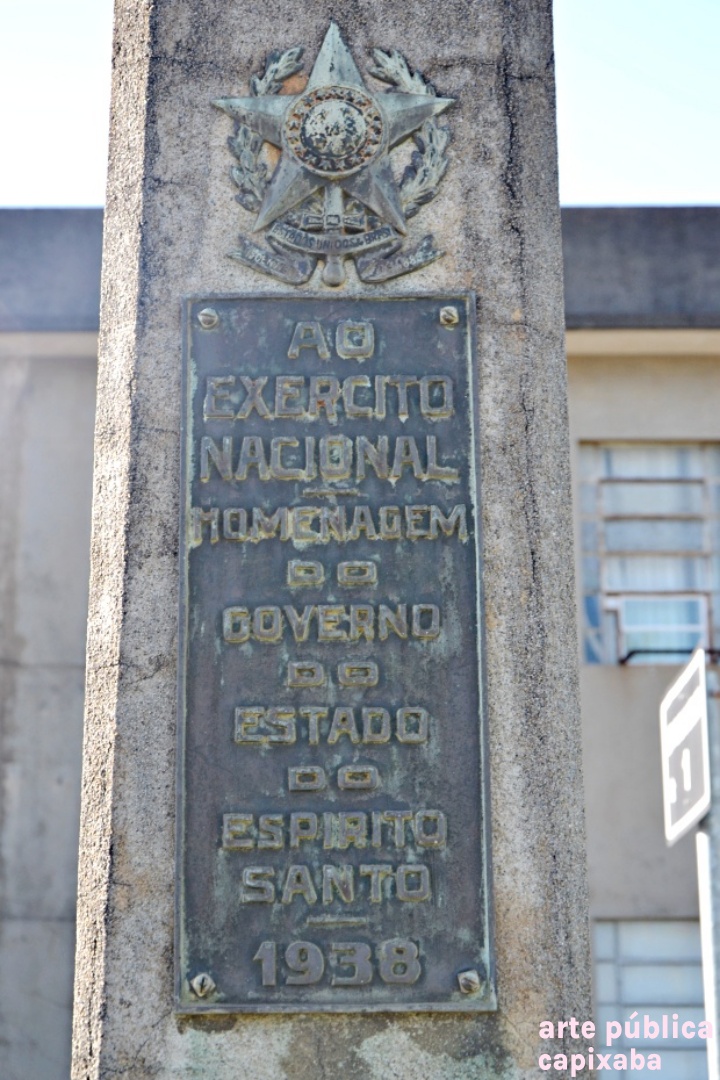 AO
EXERCITO
NACIONAL
HOMENAGEM
DO
GOVERNO
DO
ESTADO
DO
ESPIRITO
SANTO
1938
arte pública
capixaba